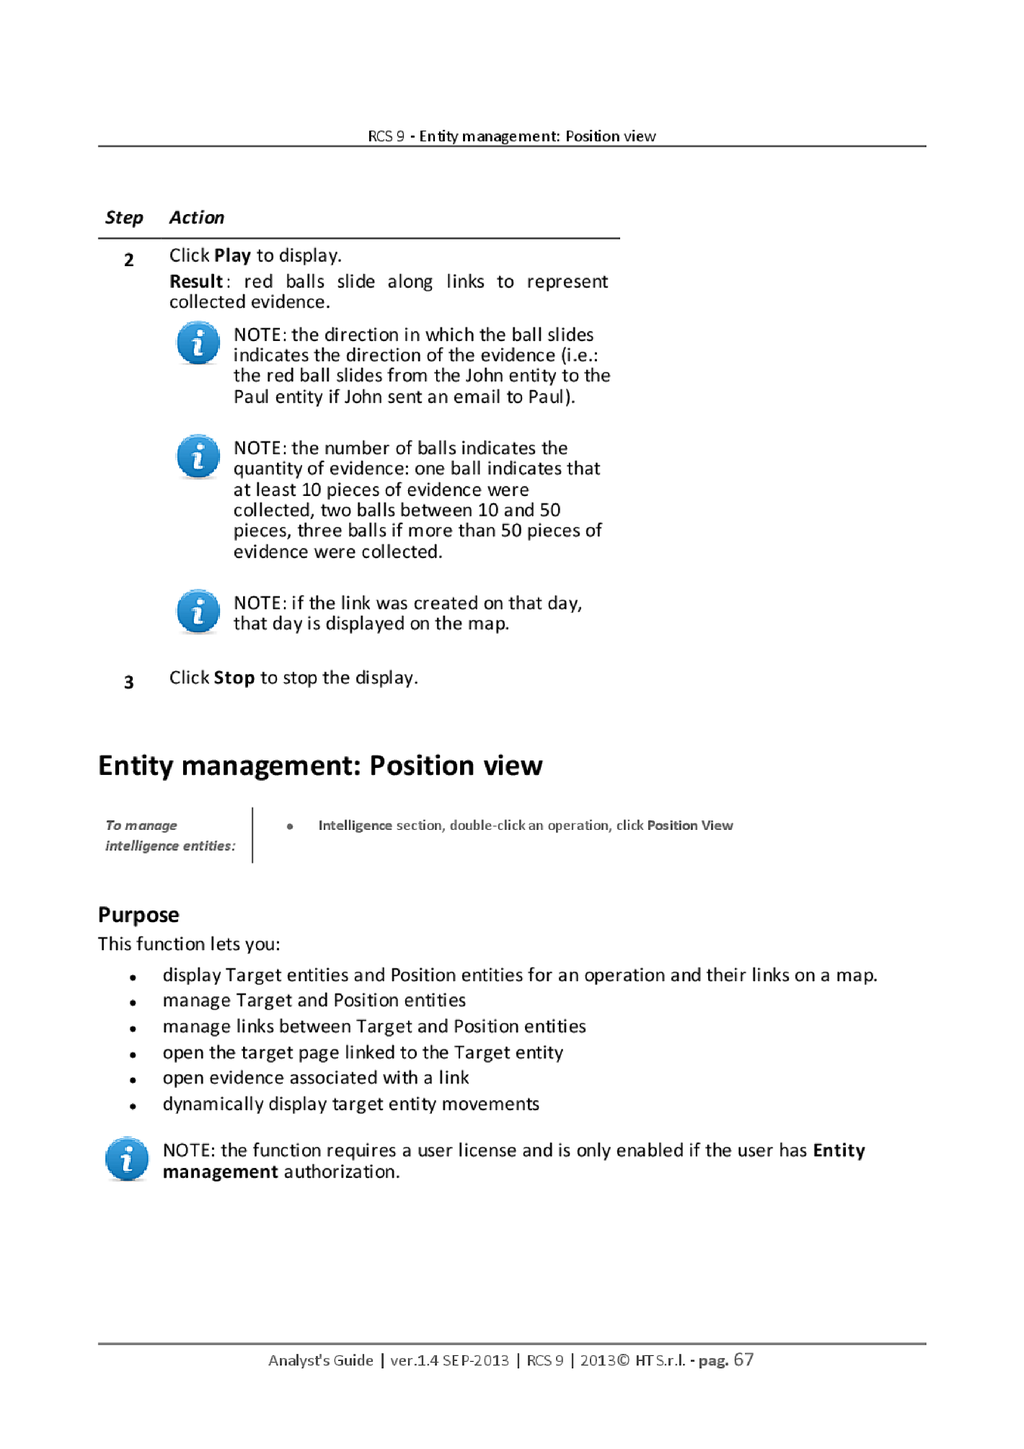 RCS 9 - Entity management: Position view
Step Action
2 Click Play to display.
Result: red balls slide along links to represent
collected evidence.
NOTE: the direction in which the ball slides
indicates the direction of the evidence (i.e.:
the red ball slides from the John entity to the
Paul entity if John sent an email to Paul).
NOTE: the number of balls indicates the
quantity of evidence: one ball indicates that
at least 10 pieces of evidence were
collected, two balls between 10 and 50
pieces, three balls if more than 50 pieces of
evidence were collected.
NOTE: if the link was created on that day,
that day is displayed on the map.
3 Click Stop to stop the display.
Entity management: Position view
To manage
intelligence entities:
• Intelligence section, double-click an operation, click Position View
Purpose
This function lets you:
• display Target entities and Position entities for an operation and their links on a map.
• manage Target and Position entities
• manage links between Target and Position entities
• open the target page linked to the Target entity
• open evidence associated with a link
• dynamically display target entity movements
NOTE: the function requires a user license and is only enabled if the user has Entity
management authorization.
Analyst's Guide | ver.1.4 SEP-2013 | RCS 9 | 2013© HT S.r.l. - pag. 67